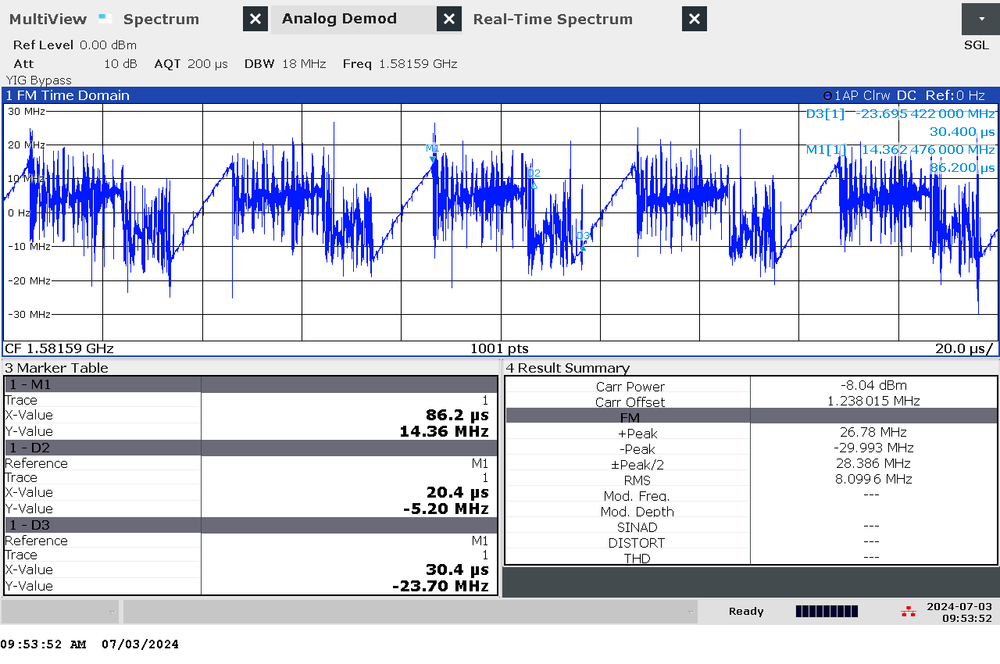 MultiView Spectrum Analog Demod Real-Time Spectrum
SGL
Ref Level 0.00 dBm
Att 10 dB AQT 200 µs DBW 18 MHz Freq 1.58159 GHz
YIG Bypass
1 FM Time Domain 1AP Clrw DC Ref:0 Hz
30 MHz
D3[1] -23.695 422 000 MHz
30.400 µs
20 MHz
M1[1] 14.362 476 000 MHz
86.200 µs
M1
D2
10 MHz
0 Hz
D3
-10 MHz
-20 MHz
-30 MHz
CF 1.58159 GHz 1001 pts 20.0 µs/
3 Marker Table
1 - M1
Trace 1
X-Value 86.2 µs
Y-Value 14.36 MHz
1 - D2
Reference M1
Trace 1
X-Value 20.4 µs
Y-Value -5.20 MHz
1 - D3
Reference M1
Trace 1
X-Value 30.4 µs
Y-Value -23.70 MHz
4 Result Summary
Carr Power -8.04 dBm
Carr Offset 1.238 015 MHz
FM
+Peak 26.78 MHz
-Peak -29.993 MHz
±Peak/2 28.386 MHz
RMS 8.0996 MHz
Mod. Freq. ---
Mod. Depth
SINAD ---
DISTORT ---
THD ---
Ready
2024-07-03
09:53:52
09:53:52 AM 07/03/2024